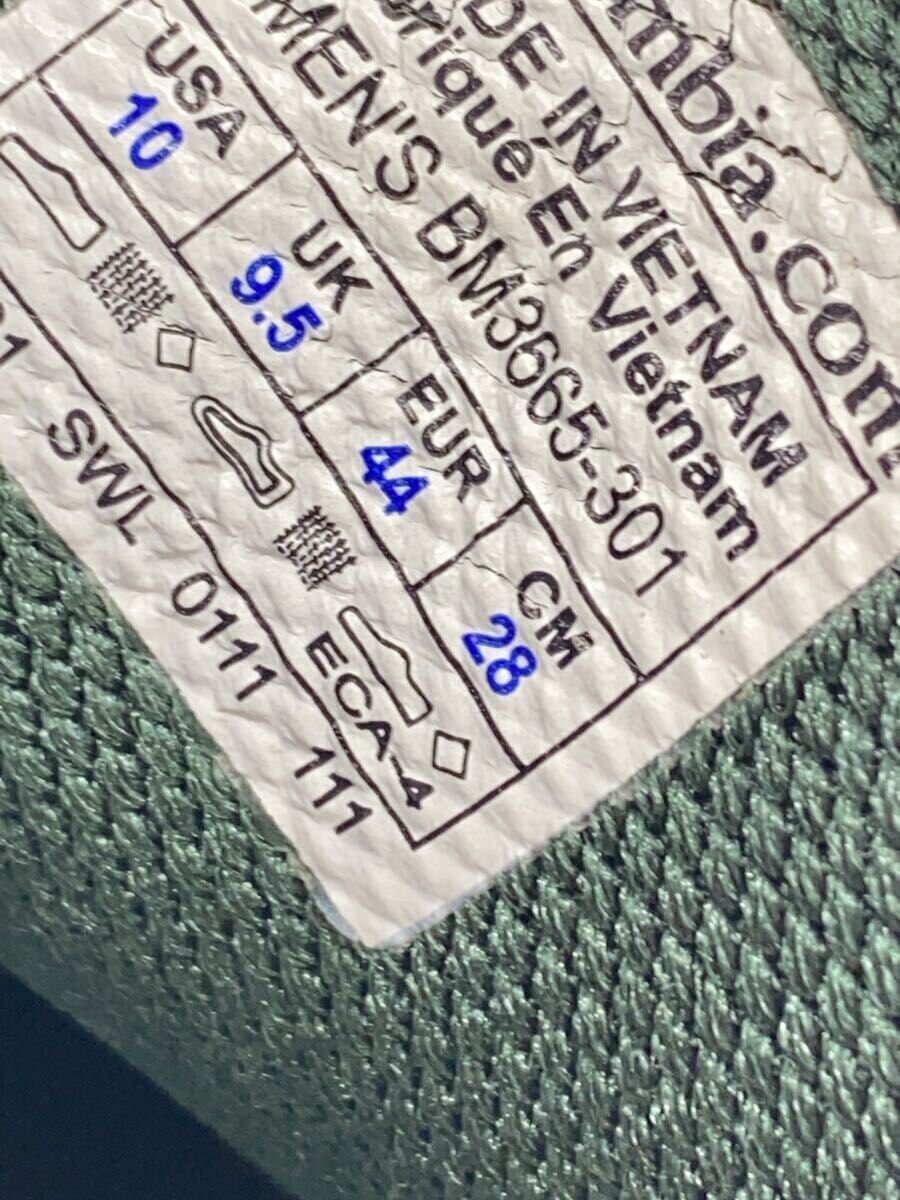 mbia.com
DE IN VIETNAM
briqué En Vietnam
MEN'S BM3665-301
USA UK EUR CM
10 9.5 44 28
ECA-4
SWL 0111 111